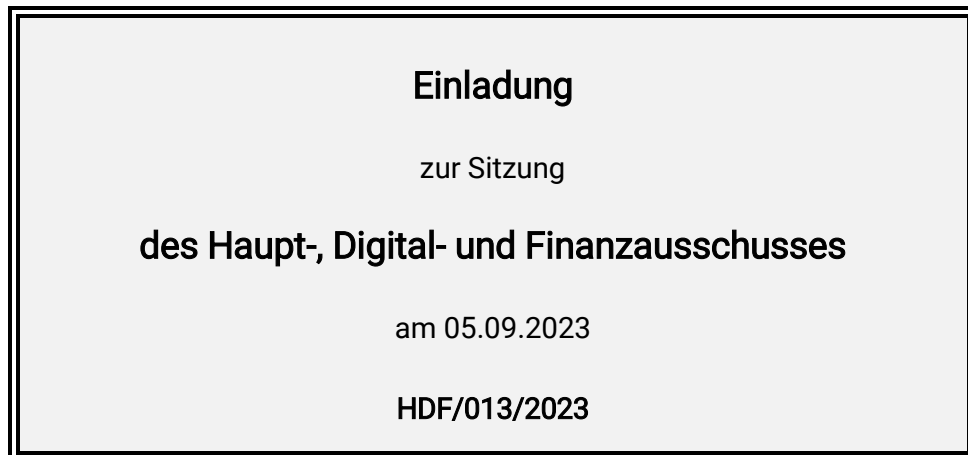 Einladung
zur Sitzung
des Haupt-, Digital- und Finanzausschusses
am 05.09.2023
HDF/013/2023